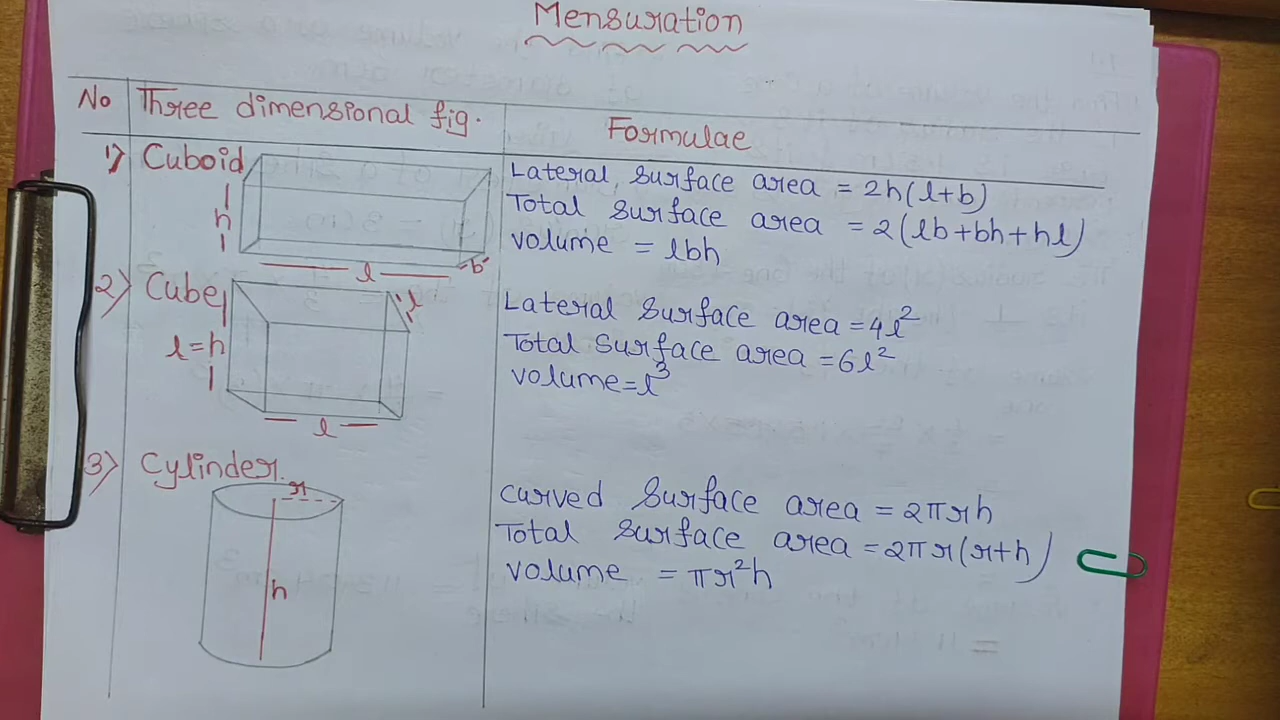 Mensuration
No Three dimensional fig. Formulae
1) Cuboid
h
l
b
Lateral surface area = 2h(l+b)
Total surface area = 2(lb+bh+hl)
Volume = lbh
2) Cube
l
l=h
l
Lateral Surface area = 4l²
Total surface area = 6l²
Volume = l³
3) Cylinder
r
h
Curved Surface area = 2πrh
Total Surface area = 2πr(r+h)
Volume = πr²h